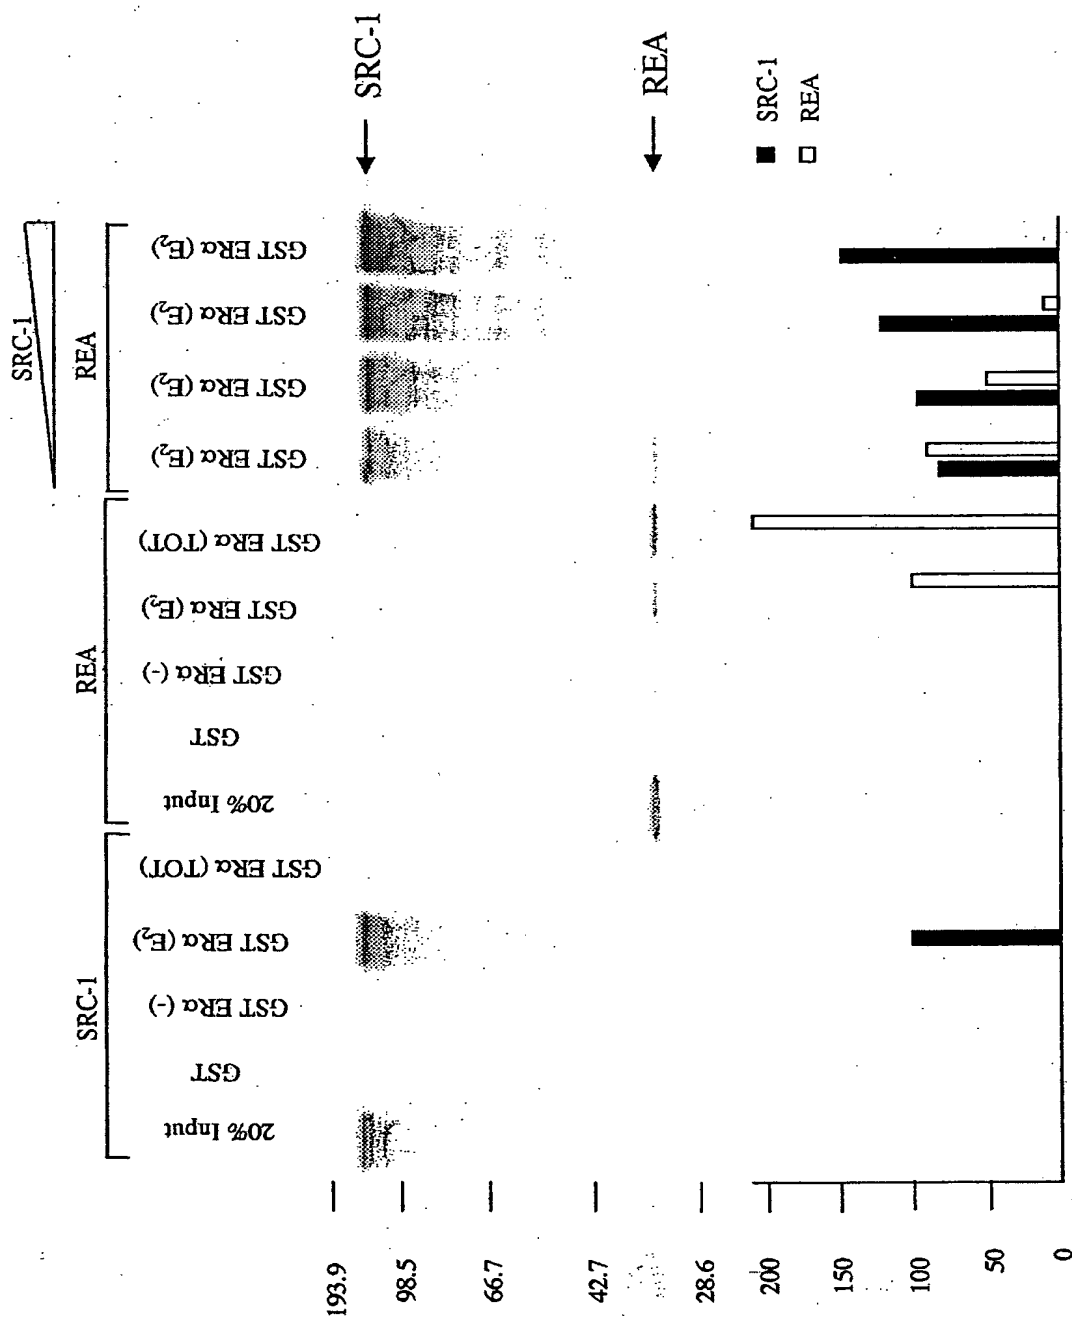 SRC-1
SRC-1
REA
REA
20% Input
GST
GST ERα (-)
GST ERα (E₂)
GST ERα (TOT)
20% Input
GST
GST ERα (-)
GST ERα (E₂)
GST ERα (TOT)
GST ERα (E₂)
GST ERα (E₂)
GST ERα (E₂)
GST ERα (E₂)
193.9
98.5
66.7
42.7
28.6
SRC-1
REA
200
150
100
50
0
SRC-1
REA